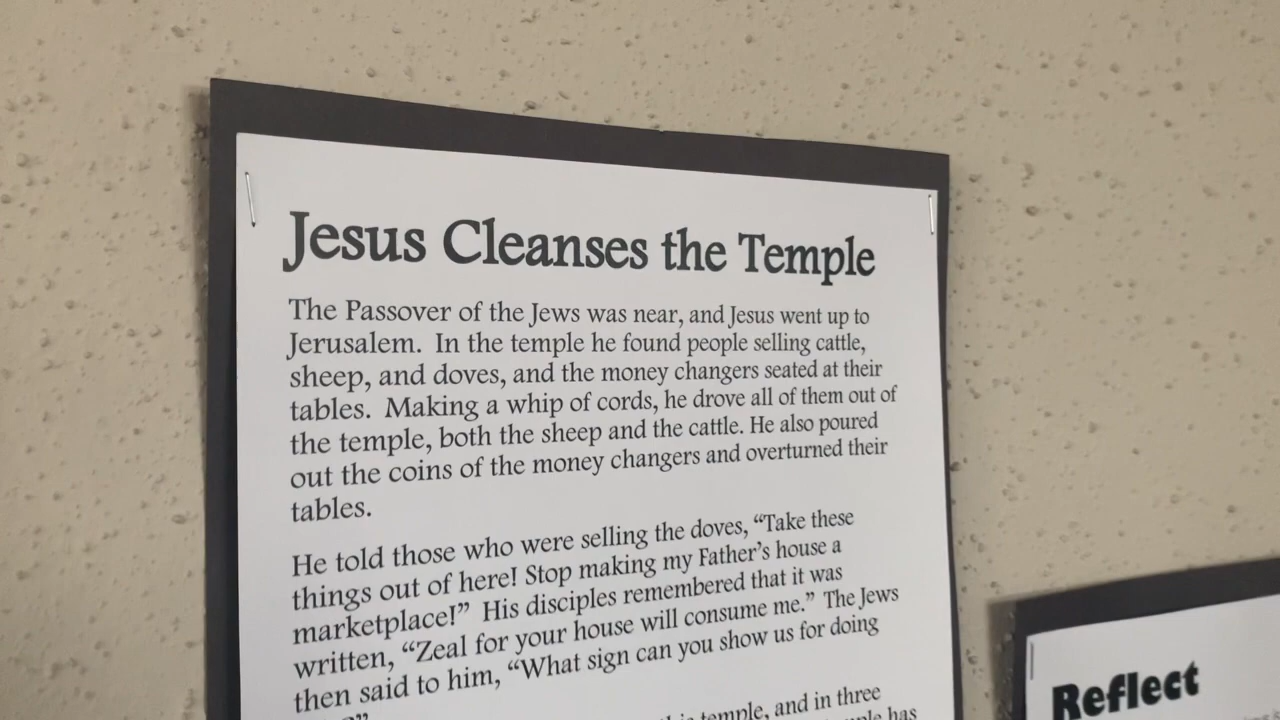 Jesus Cleanses the Temple
The Passover of the Jews was near, and Jesus went up to
Jerusalem. In the temple he found people selling cattle,
sheep, and doves, and the money changers seated at their
tables. Making a whip of cords, he drove all of them out of
the temple, both the sheep and the cattle. He also poured
out the coins of the money changers and overturned their
tables.
He told those who were selling the doves, “Take these
things out of here! Stop making my Father’s house a
marketplace!” His disciples remembered that it was
written, “Zeal for your house will consume me.” The Jews
then said to him, “What sign can you show us for doing
temple, and in three
has
Reflect